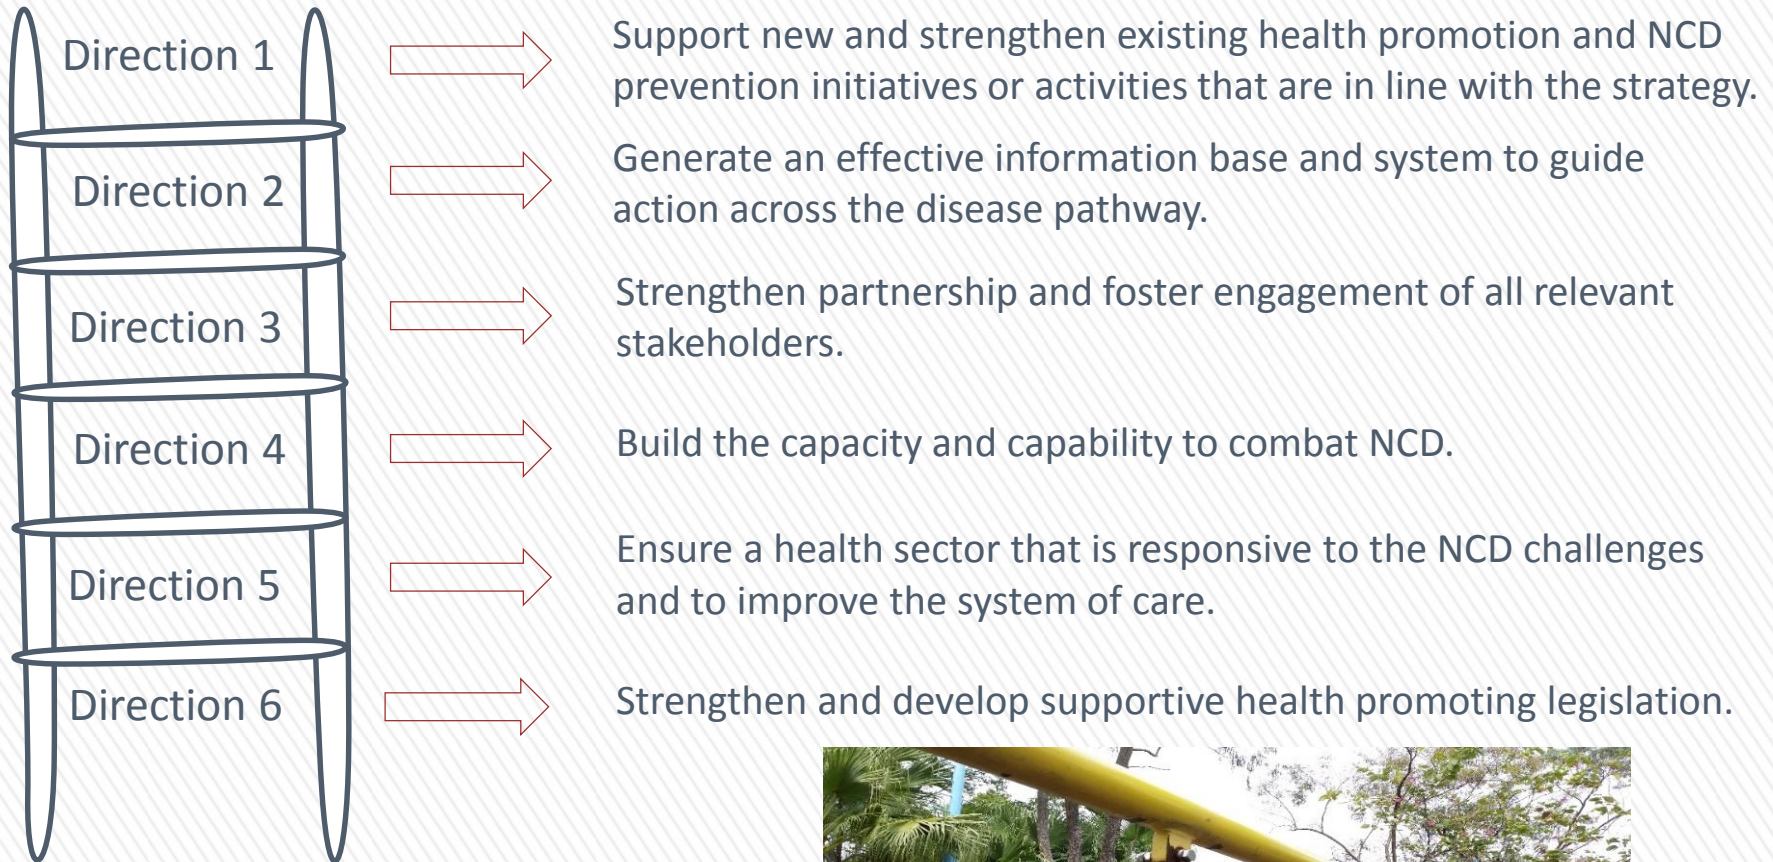 Direction 1
Support new and strengthen existing health promotion and NCD
prevention initiatives or activities that are in line with the strategy.
Direction 2
Generate an effective information base and system to guide
action across the disease pathway.
Direction 3
Strengthen partnership and foster engagement of all relevant
stakeholders.
Direction 4
Build the capacity and capability to combat NCD.
Direction 5
Ensure a health sector that is responsive to the NCD challenges
and to improve the system of care.
Direction 6
Strengthen and develop supportive health promoting legislation.